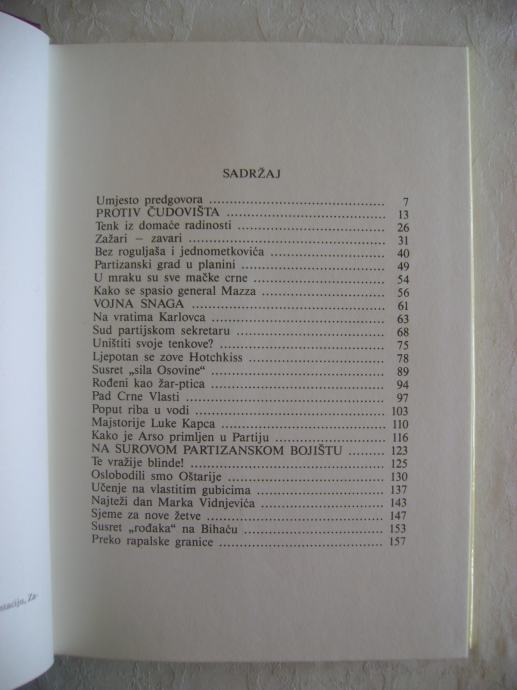 SADRŽAJ
Umjesto predgovora ........................................ 7
PROTIV ČUDOVIŠTA ........................................ 13
Tenk iz domaće radinosti ........................................ 26
Zažari – zavari ........................................ 31
Bez roguljaša i jednometkovića ........................................ 40
Partizanski grad u planini ........................................ 49
U mraku su sve mačke crne ........................................ 54
Kako se spasio general Mazza ........................................ 56
VOJNA SNAGA ........................................ 61
Na vratima Karlovca ........................................ 63
Sud partijskom sekretaru ........................................ 68
Uništiti svoje tenkove? ........................................ 75
Ljepotan se zove Hotchkiss ........................................ 78
Susret „sila Osovine“ ........................................ 89
Rođeni kao žar-ptica ........................................ 94
Pad Crne Vlasti ........................................ 97
Poput riba u vodi ........................................ 103
Majstorije Luke Kapca ........................................ 110
Kako je Arso primljen u Partiju ........................................ 116
NA SUROVOM PARTIZANSKOM BOJIŠTU ........................................ 123
Te vražije blinde! ........................................ 125
Oslobodili smo Oštarije ........................................ 130
Učenje na vlastitim gubicima ........................................ 137
Najteži dan Marka Vidnjevića ........................................ 143
Sjeme za nove žetve ........................................ 147
Susret „rođaka“ na Bihaću ........................................ 153
Preko rapalske granice ........................................ 157
ntaciju, Za-